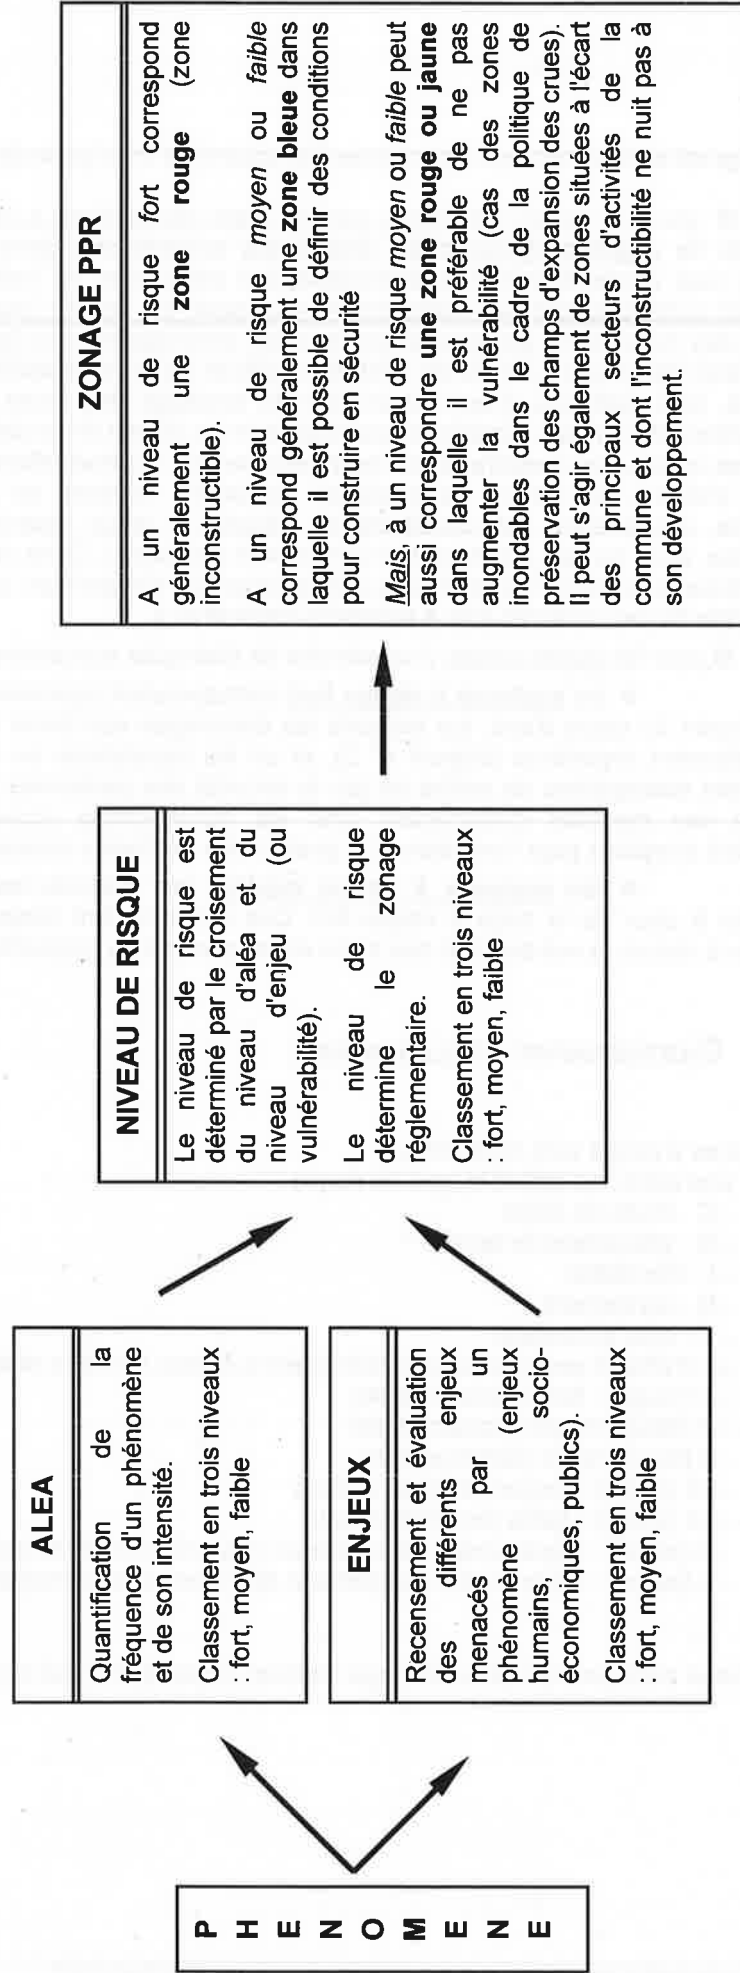 P
H
E
N
O
M
E
N
E
ALEA
Quantification de la
fréquence d'un phénomène
et de son intensité.
Classement en trois niveaux
: fort, moyen, faible
ENJEUX
Recensement et évaluation
des différents enjeux
menacés par un
phénomène (enjeux
humains, socio-
économiques, publics).
Classement en trois niveaux
: fort, moyen, faible
NIVEAU DE RISQUE
Le niveau de risque est
déterminé par le croisement
du niveau d'aléa et du
niveau d'enjeu (ou
vulnérabilité).
Le niveau de risque
détermine le zonage
réglementaire.
Classement en trois niveaux
: fort, moyen, faible
ZONAGE PPR
A un niveau de risque fort correspond
généralement une zone rouge (zone
inconstructible).
A un niveau de risque moyen ou faible
correspond généralement une zone bleue dans
laquelle il est possible de définir des conditions
pour construire en sécurité
Mais, à un niveau de risque moyen ou faible peut
aussi correspondre une zone rouge ou jaune
dans laquelle il est préférable de ne pas
augmenter la vulnérabilité (cas des zones
inondables dans le cadre de la politique de
préservation des champs d'expansion des crues).
Il peut s'agir également de zones situées à l'écart
des principaux secteurs d'activités de la
commune et dont l'inconstructibilité ne nuit pas à
son développement.